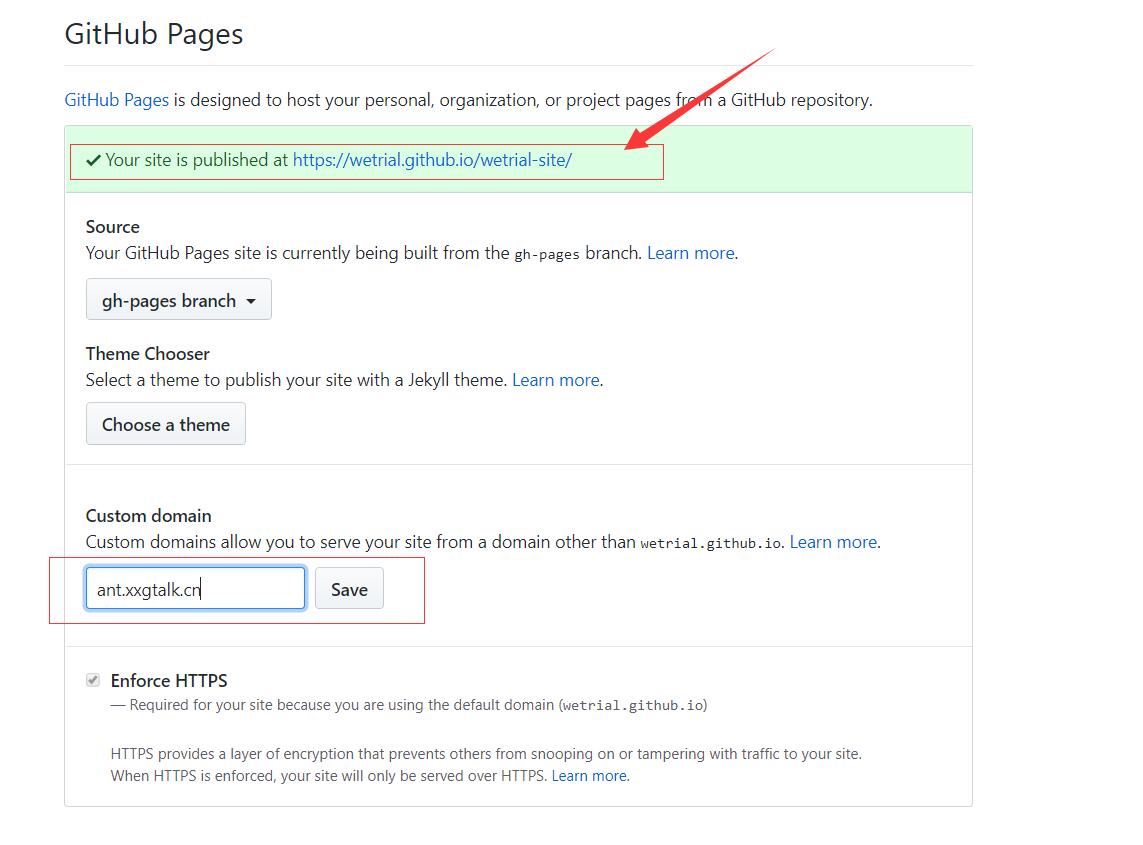 GitHub Pages
GitHub Pages is designed to host your personal, organization, or project pages from a GitHub repository.
Your site is published at https://wetrial.github.io/wetrial-site/
Source
Your GitHub Pages site is currently being built from the gh-pages branch. Learn more.
gh-pages branch
Theme Chooser
Select a theme to publish your site with a Jekyll theme. Learn more.
Choose a theme
Custom domain
Custom domains allow you to serve your site from a domain other than wetrial.github.io. Learn more.
ant.xxgtalk.cn
Save
Enforce HTTPS
— Required for your site because you are using the default domain (wetrial.github.io)
HTTPS provides a layer of encryption that prevents others from snooping on or tampering with traffic to your site.
When HTTPS is enforced, your site will only be served over HTTPS. Learn more.